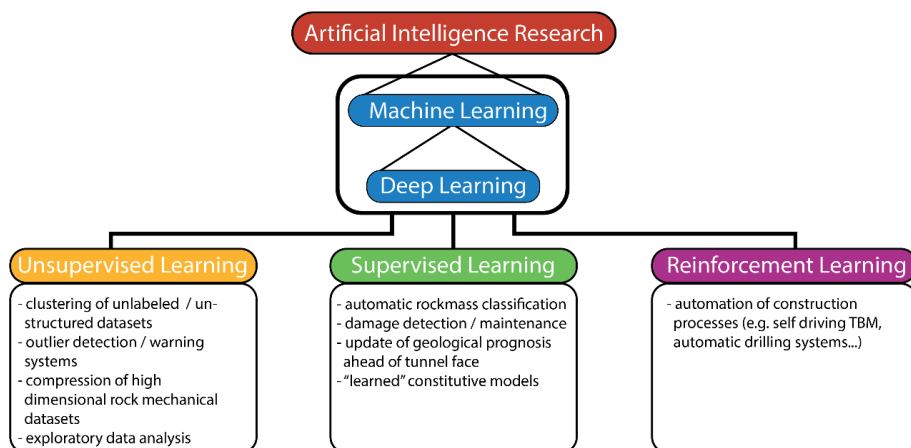 Artificial Intelligence Research
Machine Learning
Deep Learning
Unsupervised Learning
- clustering of unlabeled / un-
structured datasets
- outlier detection / warning
systems
- compression of high
dimensional rock mechanical
datasets
- exploratory data analysis
Supervised Learning
- automatic rockmass classification
- damage detection / maintenance
- update of geological prognosis
ahead of tunnel face
- “learned” constitutive models
Reinforcement Learning
- automation of construction
processes (e.g. self driving TBM,
automatic drilling systems...)